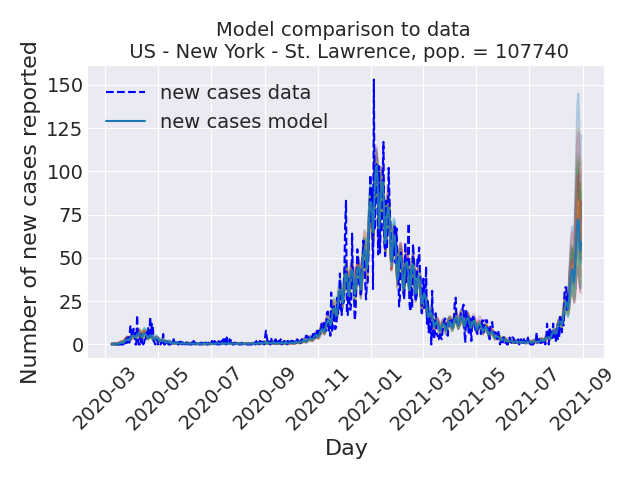 Model comparison to data
US - New York - St. Lawrence, pop. = 107740
Number of new cases reported
150
125
100
75
50
25
0
new cases data
new cases model
2020-03
2020-05
2020-07
2020-09
2020-11
2021-01
2021-03
2021-05
2021-07
2021-09
Day